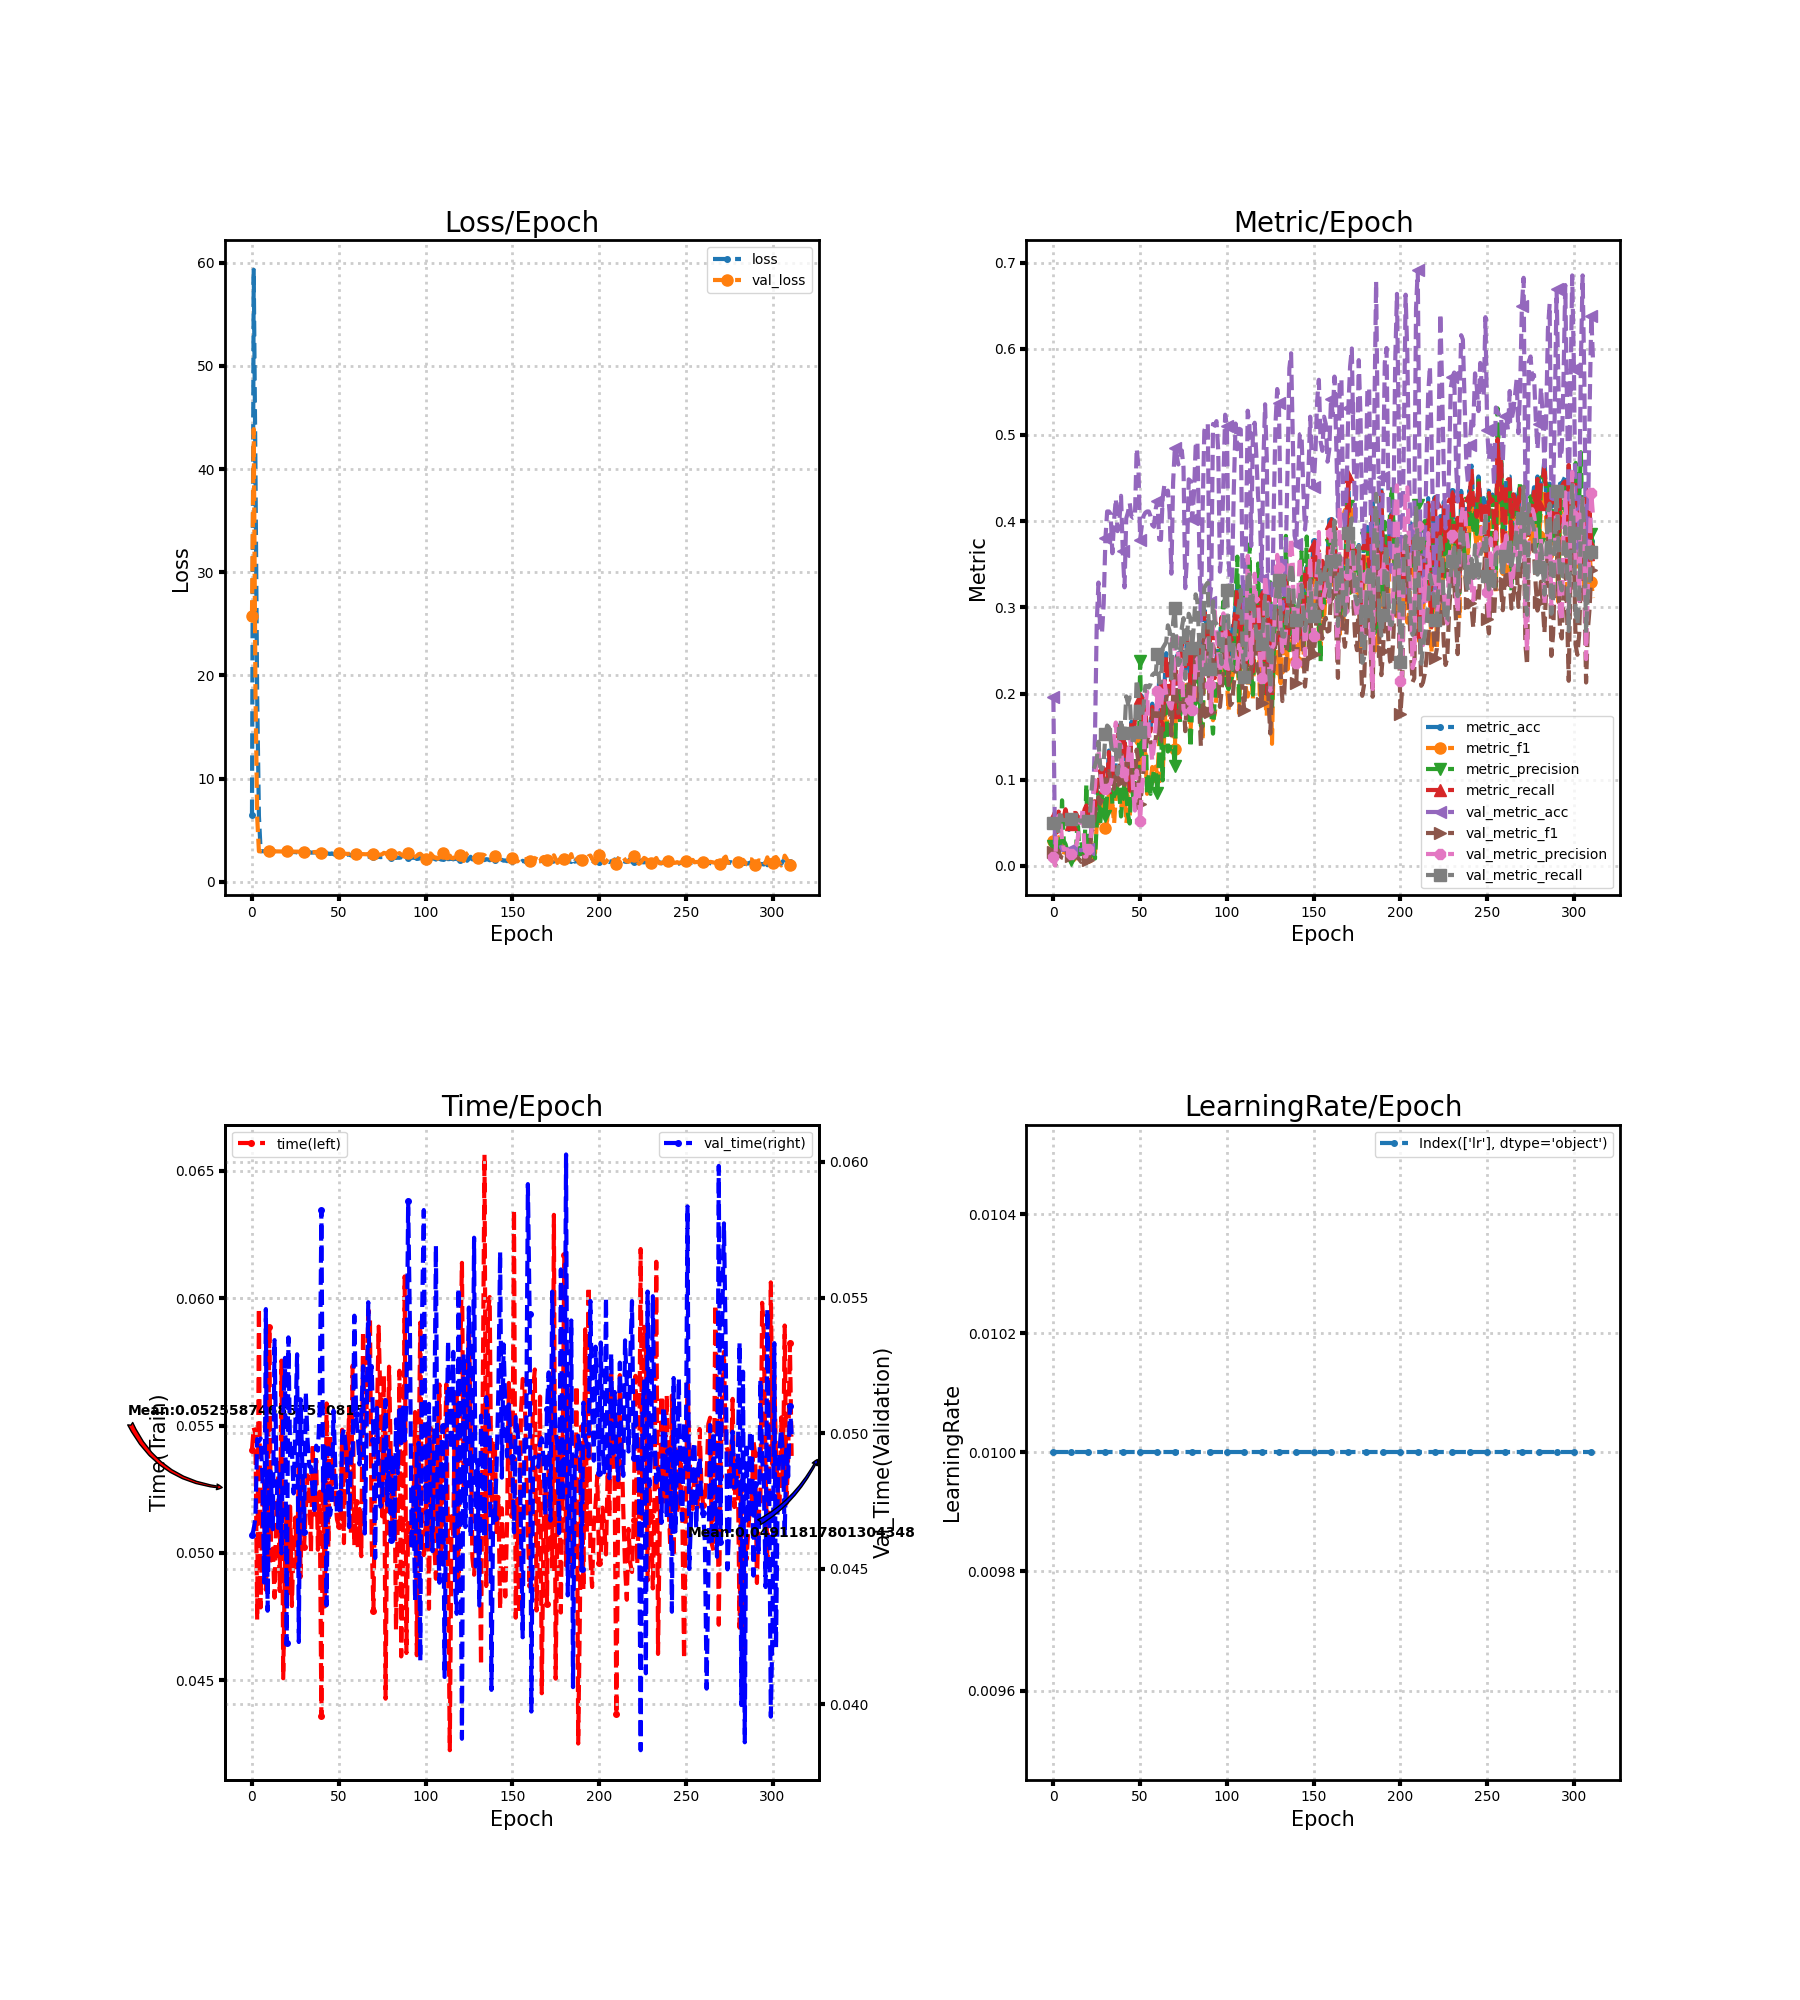 Loss/Epoch
60
50
40
30
20
10
0
Loss
loss
val_loss
0 50 100 150 200 250 300
Epoch
Metric/Epoch
0.7
0.6
0.5
0.4
0.3
0.2
0.1
0.0
Metric
metric_acc
metric_f1
metric_precision
metric_recall
val_metric_acc
val_metric_f1
val_metric_precision
val_metric_recall
0 50 100 150 200 250 300
Epoch
Time/Epoch
time(left)
val_time(right)
0.065
0.060
0.055
0.050
0.045
Time(Train)
0.060
0.055
0.050
0.045
0.040
Val_Time(Validation)
0 50 100 150 200 250 300
Epoch
LearningRate/Epoch
Index(['lr'], dtype='object')
0.0104
0.0102
0.0100
0.0098
0.0096
LearningRate
0 50 100 150 200 250 300
Epoch